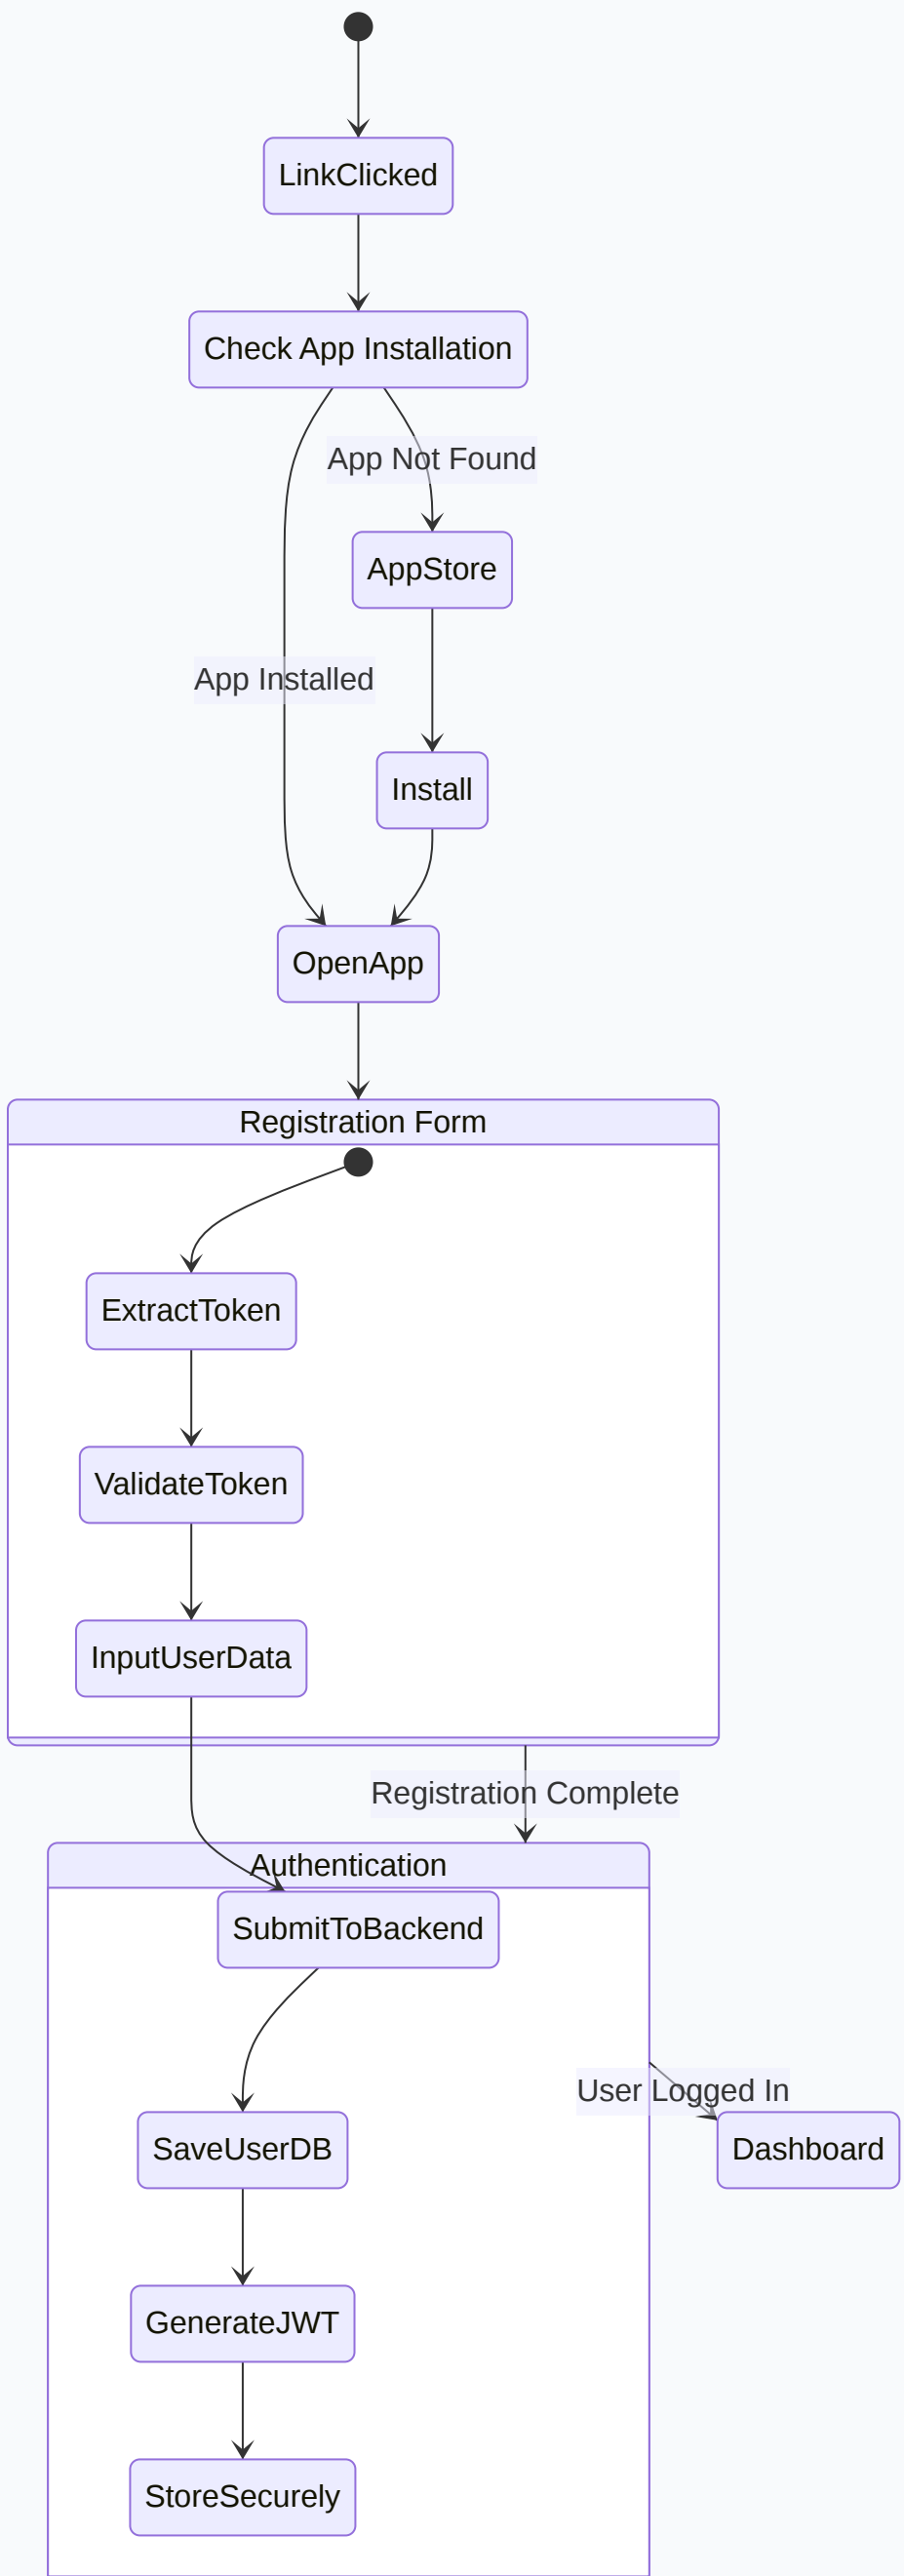 LinkClicked
Check App Installation
App Not Found
AppStore
App Installed
Install
OpenApp
Registration Form
ExtractToken
ValidateToken
InputUserData
Registration Complete
Authentication
SubmitToBackend
User Logged In
SaveUserDB
Dashboard
GenerateJWT
StoreSecurely